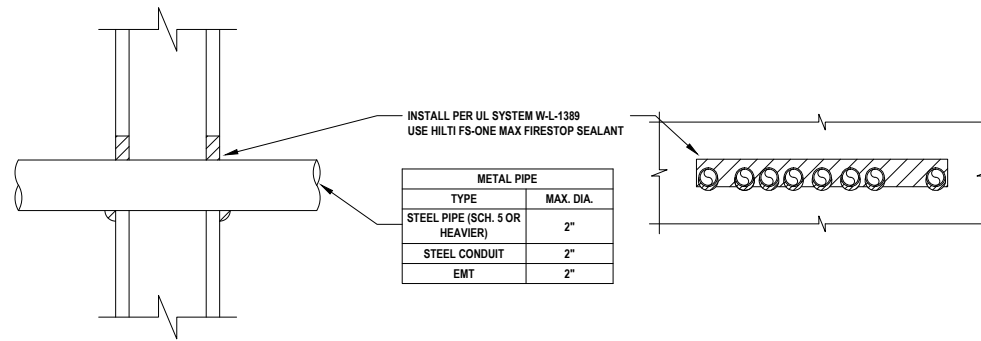 INSTALL PER UL SYSTEM W-L-1389
USE HILTI FS-ONE MAX FIRESTOP SEALANT
METAL PIPE
TYPE MAX. DIA.
STEEL PIPE (SCH. 5 OR
HEAVIER) 2"
STEEL CONDUIT 2"
EMT 2"